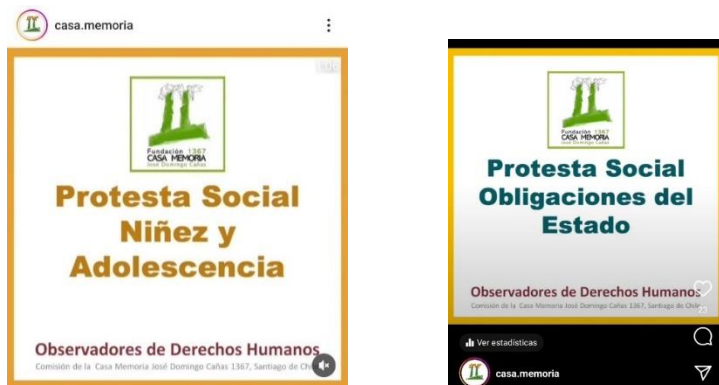 casa.memoria
Fundación 1367
CASA MEMORIA
José Domingo Cañas
Protesta Social
Niñez y
Adolescencia
Observadores de Derechos Humanos
Comisión de la Casa Memoria José Domingo Cañas 1367, Santiago de Chile
Fundación 1367
CASA MEMORIA
José Domingo Cañas
Protesta Social
Obligaciones del
Estado
Observadores de Derechos Humanos
Comisión de la Casa Memoria José Domingo Cañas 1367, Santiago de Chile
23
Ver estadísticas
casa.memoria